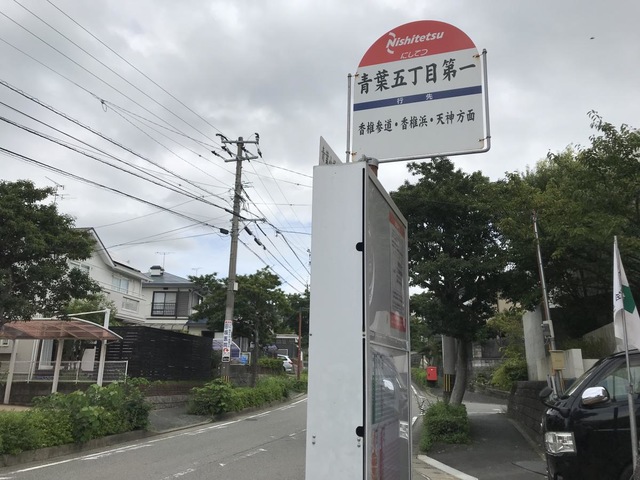 Nishitetsu
にしてつ
青葉五丁目第一
行先
香椎参道・香椎浜・天神方面